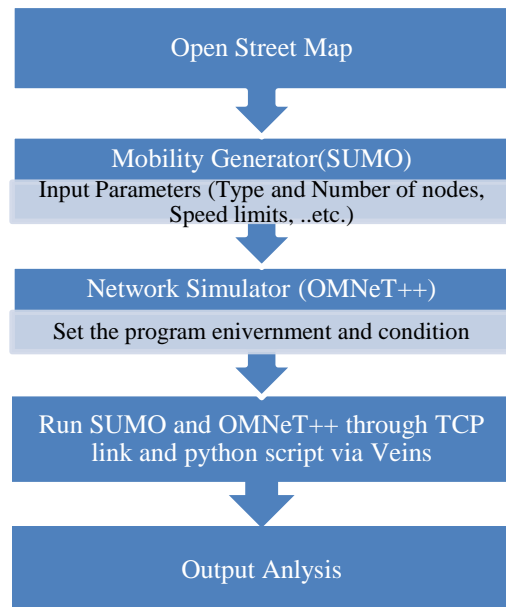 Open Street Map
Mobility Generator(SUMO)
Input Parameters (Type and Number of nodes,
Speed limits, ..etc.)
Network Simulator (OMNeT++)
Set the program enivernment and condition
Run SUMO and OMNeT++ through TCP
link and python script via Veins
Output Anlysis